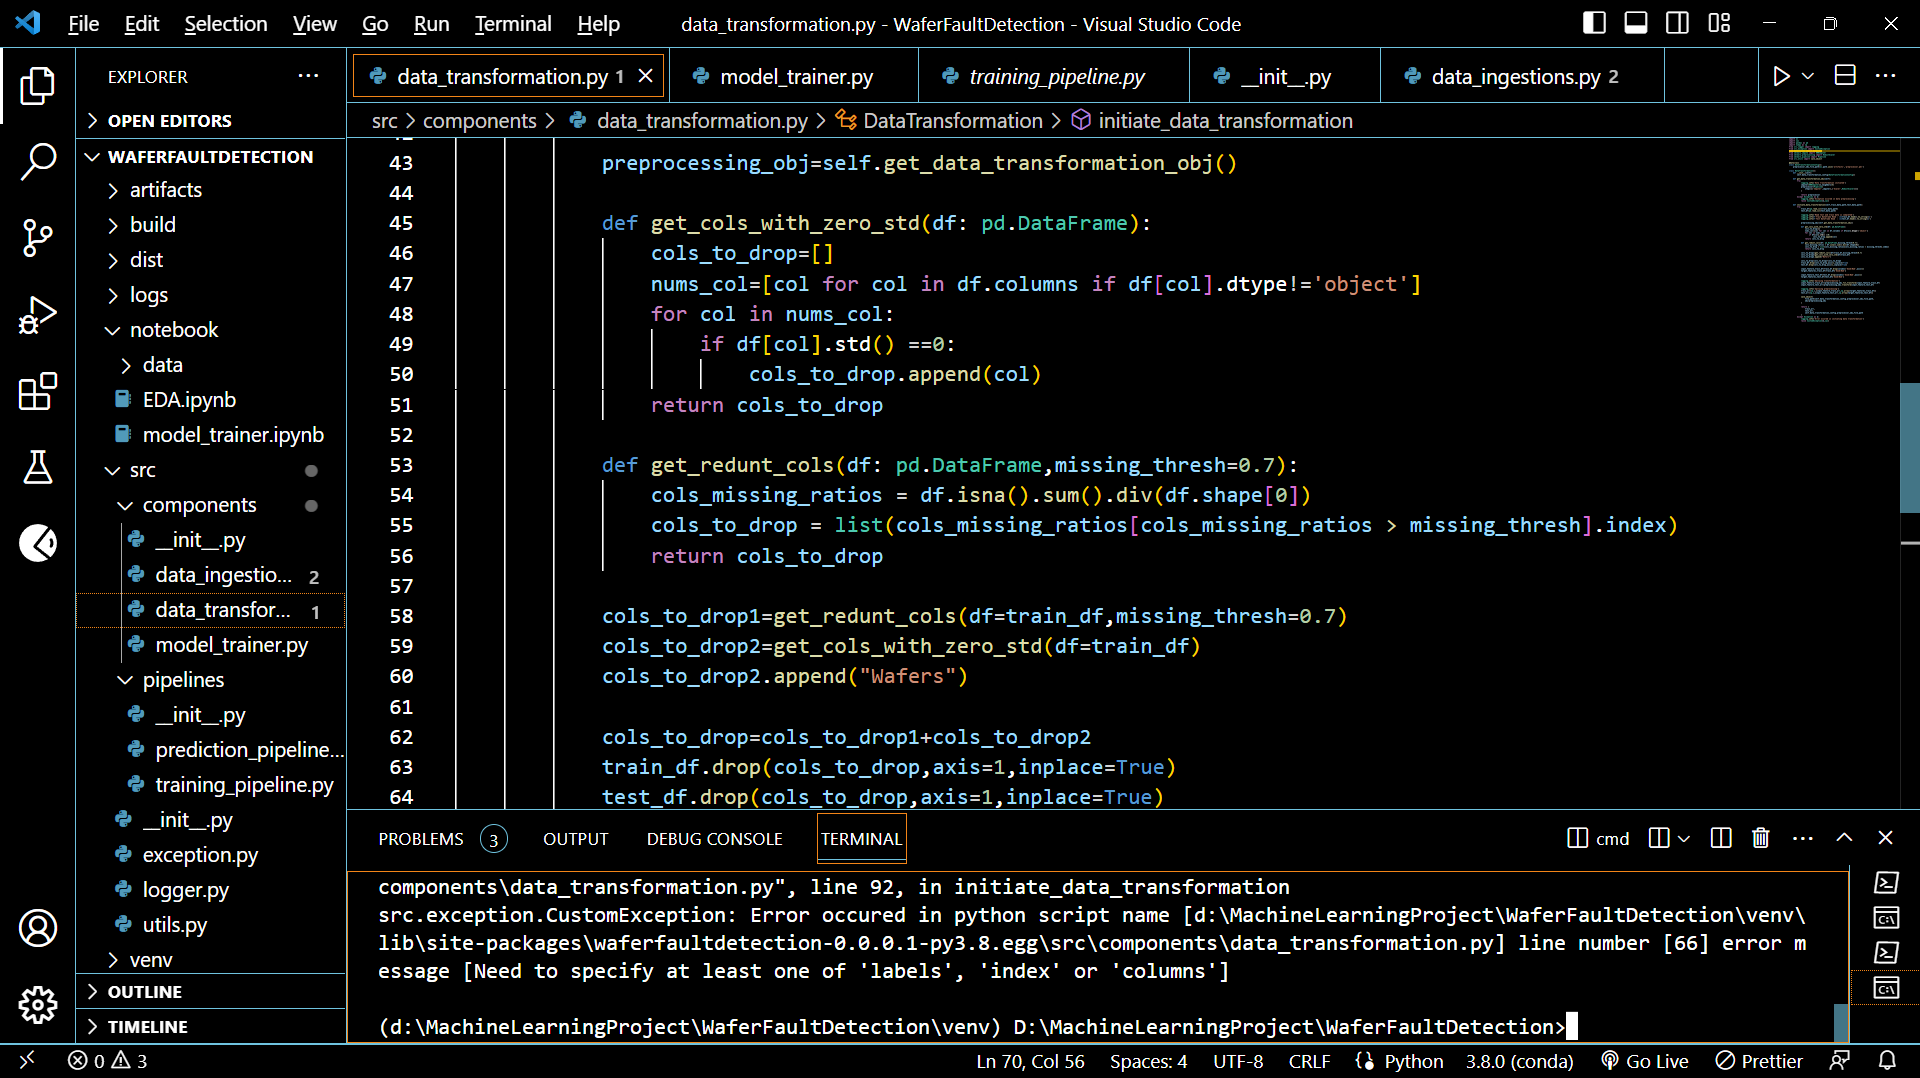 File Edit Selection View Go Run Terminal Help
data_transformation.py - WaferFaultDetection - Visual Studio Code
EXPLORER
OPEN EDITORS
WAFERFAULTDETECTION
artifacts
build
dist
logs
notebook
data
EDA.ipynb
model_trainer.ipynb
src
components
__init__.py
data_ingestio... 2
data_transfor... 1
model_trainer.py
pipelines
__init__.py
prediction_pipeline...
training_pipeline.py
__init__.py
exception.py
logger.py
utils.py
venv
OUTLINE
TIMELINE
data_transformation.py 1 model_trainer.py training_pipeline.py __init__.py data_ingestions.py 2
src > components > data_transformation.py > DataTransformation > initiate_data_transformation
43 preprocessing_obj=self.get_data_transformation_obj()
44
45 def get_cols_with_zero_std(df: pd.DataFrame):
46 cols_to_drop=[]
47 nums_col=[col for col in df.columns if df[col].dtype!='object']
48 for col in nums_col:
49 if df[col].std() ==0:
50 cols_to_drop.append(col)
51 return cols_to_drop
52
53 def get_redunt_cols(df: pd.DataFrame,missing_thresh=0.7):
54 cols_missing_ratios = df.isna().sum().div(df.shape[0])
55 cols_to_drop = list(cols_missing_ratios[cols_missing_ratios > missing_thresh].index)
56 return cols_to_drop
57
58 cols_to_drop1=get_redunt_cols(df=train_df,missing_thresh=0.7)
59 cols_to_drop2=get_cols_with_zero_std(df=train_df)
60 cols_to_drop2.append("Wafers")
61
62 cols_to_drop=cols_to_drop1+cols_to_drop2
63 train_df.drop(cols_to_drop,axis=1,inplace=True)
64 test_df.drop(cols_to_drop,axis=1,inplace=True)
PROBLEMS 3 OUTPUT DEBUG CONSOLE TERMINAL cmd
components\data_transformation.py", line 92, in initiate_data_transformation
src.exception.CustomException: Error occured in python script name [d:\MachineLearningProject\WaferFaultDetection\venv\
lib\site-packages\waferfaultdetection-0.0.0.1-py3.8.egg\src\components\data_transformation.py] line number [66] error m
essage [Need to specify at least one of 'labels', 'index' or 'columns']
(d:\MachineLearningProject\WaferFaultDetection\venv) D:\MachineLearningProject\WaferFaultDetection>
0 3 Ln 70, Col 56 Spaces: 4 UTF-8 CRLF Python 3.8.0 (conda) Go Live Prettier